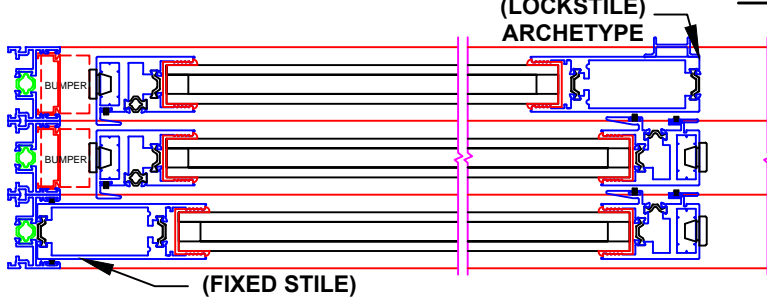 (LOCKSTILE)
ARCHETYPE
BUMPER
BUMPER
(FIXED STILE)